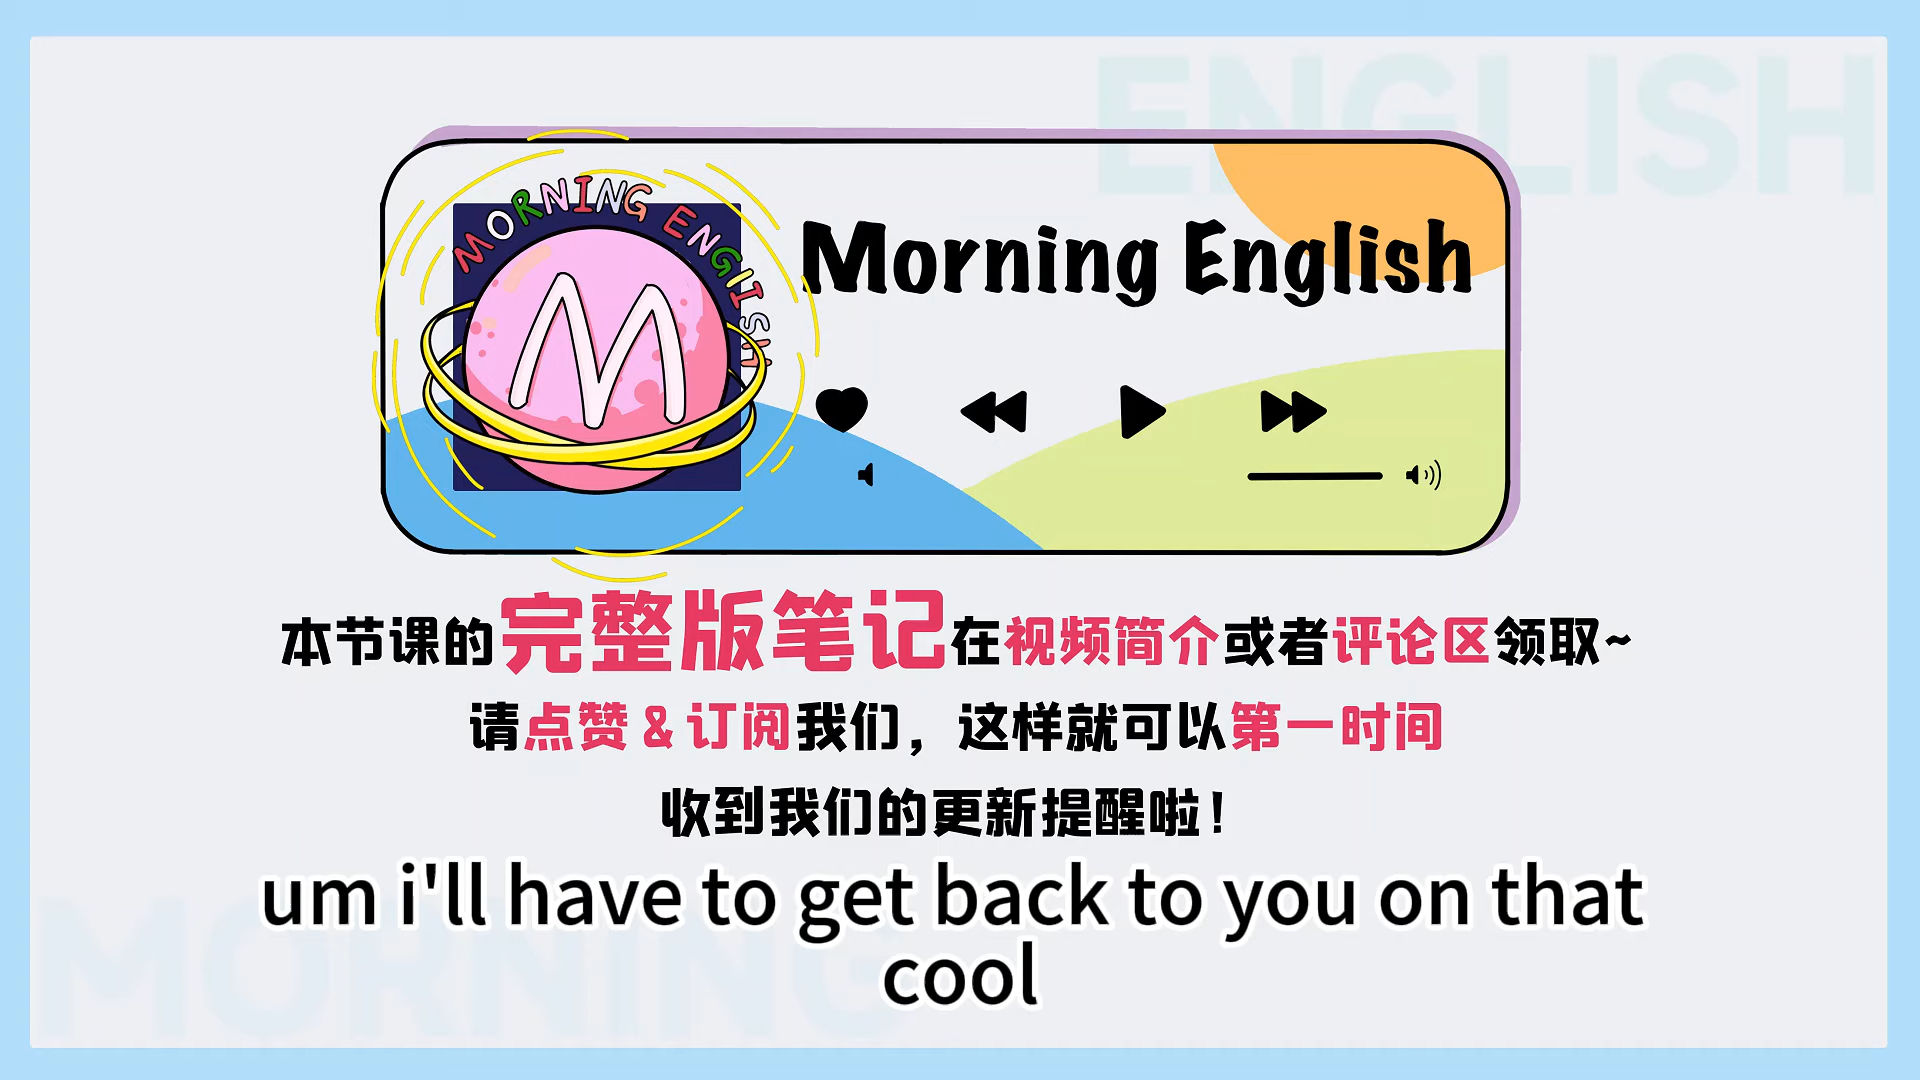 ENGLISH
MORNING ENGLISH
M
Morning English
本节课的完整版笔记在视频简介或者评论区领取~
请点赞&订阅我们，这样就可以第一时间
收到我们的更新提醒啦！
um i'll have to get back to you on that
cool
MORNING